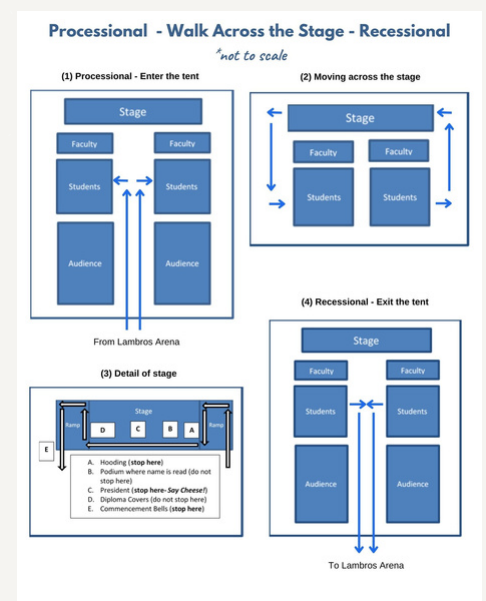 Processional - Walk Across the Stage - Recessional
*not to scale
(1) Processional - Enter the tent
Stage
Faculty
Faculty
Students
Students
Audience
Audience
From Lambros Arena
(2) Moving across the stage
Stage
Faculty
Faculty
Students
Students
(3) Detail of stage
Stage
Ramp
D
C
B
A
Ramp
E
A. Hooding (stop here)
B. Podium where name is read (do not
stop here)
C. President (stop here-Say Cheese!)
D. Diploma Covers (do not stop here)
E. Commencement Bells (stop here)
(4) Recessional - Exit the tent
Stage
Faculty
Faculty
Students
Students
Audience
Audience
To Lambros Arena